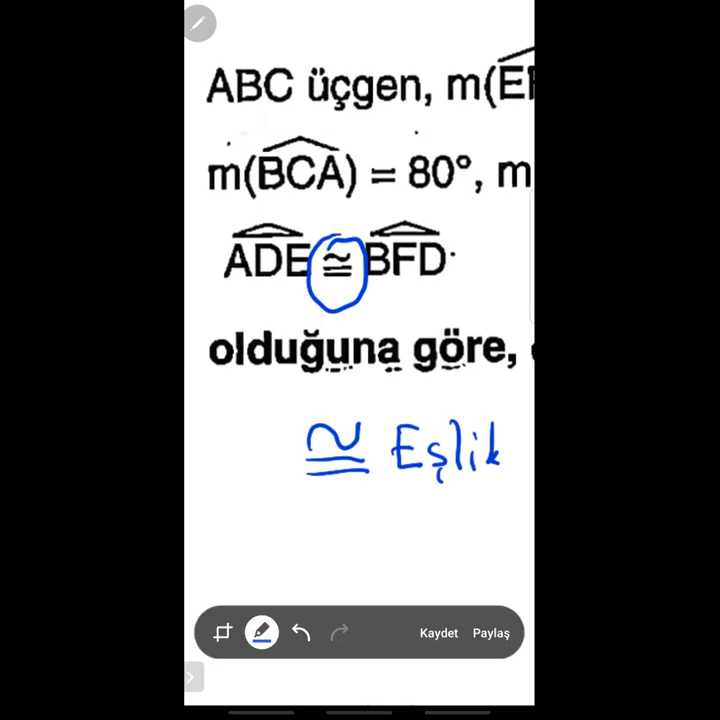 ABC üçgen, m(E
m(BCA) = 80°, m
ADE ≅ BFD
olduğuna göre,
≅ Eşlik
Kaydet Paylaş